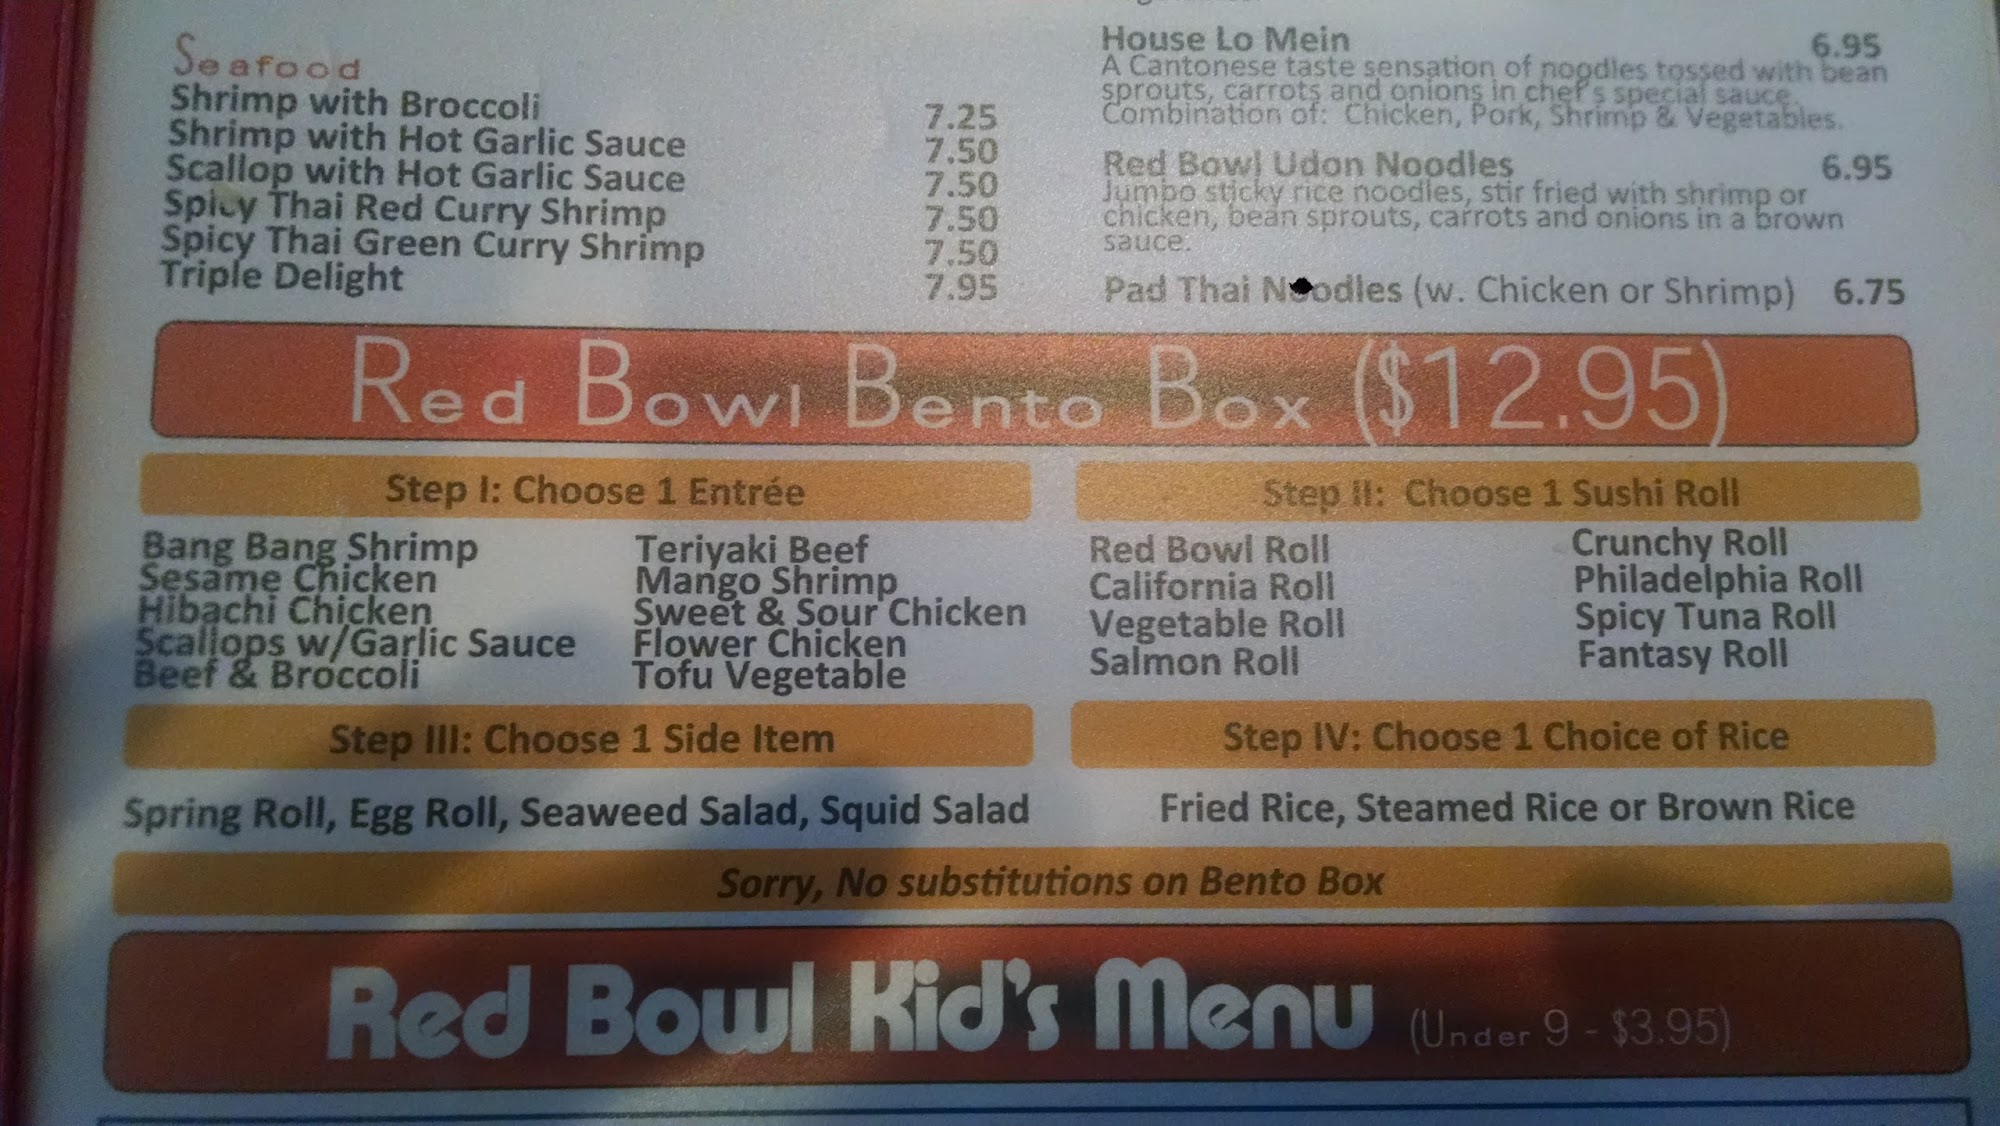 Seafood
Shrimp with Broccoli 7.25
Shrimp with Hot Garlic Sauce 7.50
Scallop with Hot Garlic Sauce 7.50
Spicy Thai Red Curry Shrimp 7.50
Spicy Thai Green Curry Shrimp 7.50
Triple Delight 7.95
House Lo Mein 6.95
A Cantonese taste sensation of noodles tossed with bean
sprouts, carrots and onions in chef's special sauce.
Combination of: Chicken, Pork, Shrimp & Vegetables.
Red Bowl Udon Noodles 6.95
Jumbo sticky rice noodles, stir fried with shrimp or
chicken, bean sprouts, carrots and onions in a brown
sauce.
Pad Thai Noodles (w. Chicken or Shrimp) 6.75
Red Bowl Bento Box ($12.95)
Step I: Choose 1 Entrée
Bang Bang Shrimp
Sesame Chicken
Hibachi Chicken
Scallops w/Garlic Sauce
Beef & Broccoli
Teriyaki Beef
Mango Shrimp
Sweet & Sour Chicken
Flower Chicken
Tofu Vegetable
Step II: Choose 1 Sushi Roll
Red Bowl Roll
California Roll
Vegetable Roll
Salmon Roll
Crunchy Roll
Philadelphia Roll
Spicy Tuna Roll
Fantasy Roll
Step III: Choose 1 Side Item
Spring Roll, Egg Roll, Seaweed Salad, Squid Salad
Step IV: Choose 1 Choice of Rice
Fried Rice, Steamed Rice or Brown Rice
Sorry, No substitutions on Bento Box
Red Bowl Kid's Menu (Under 9 - $3.95)